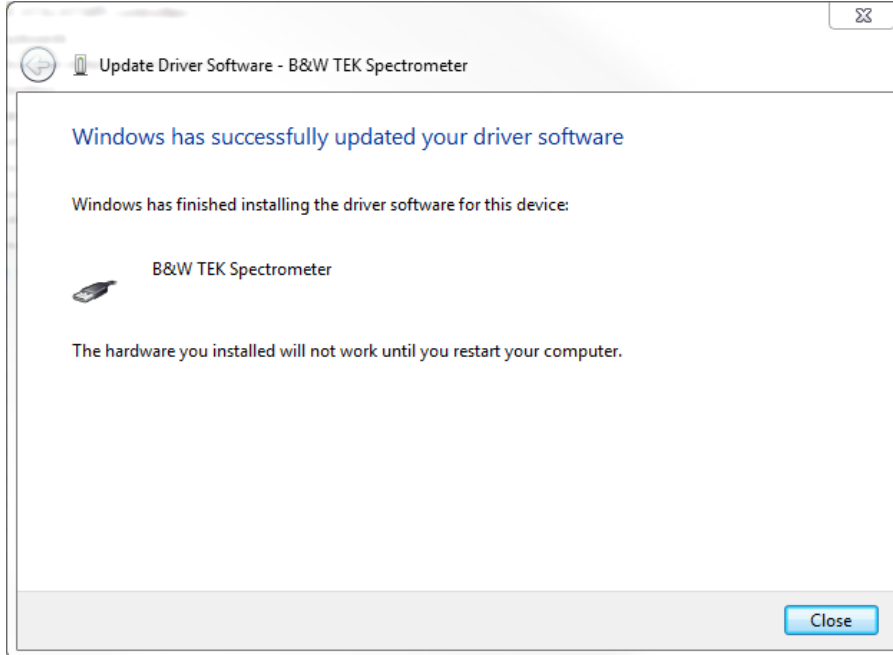 Update Driver Software - B&W TEK Spectrometer
Windows has successfully updated your driver software
Windows has finished installing the driver software for this device:
B&W TEK Spectrometer
The hardware you installed will not work until you restart your computer.
Close